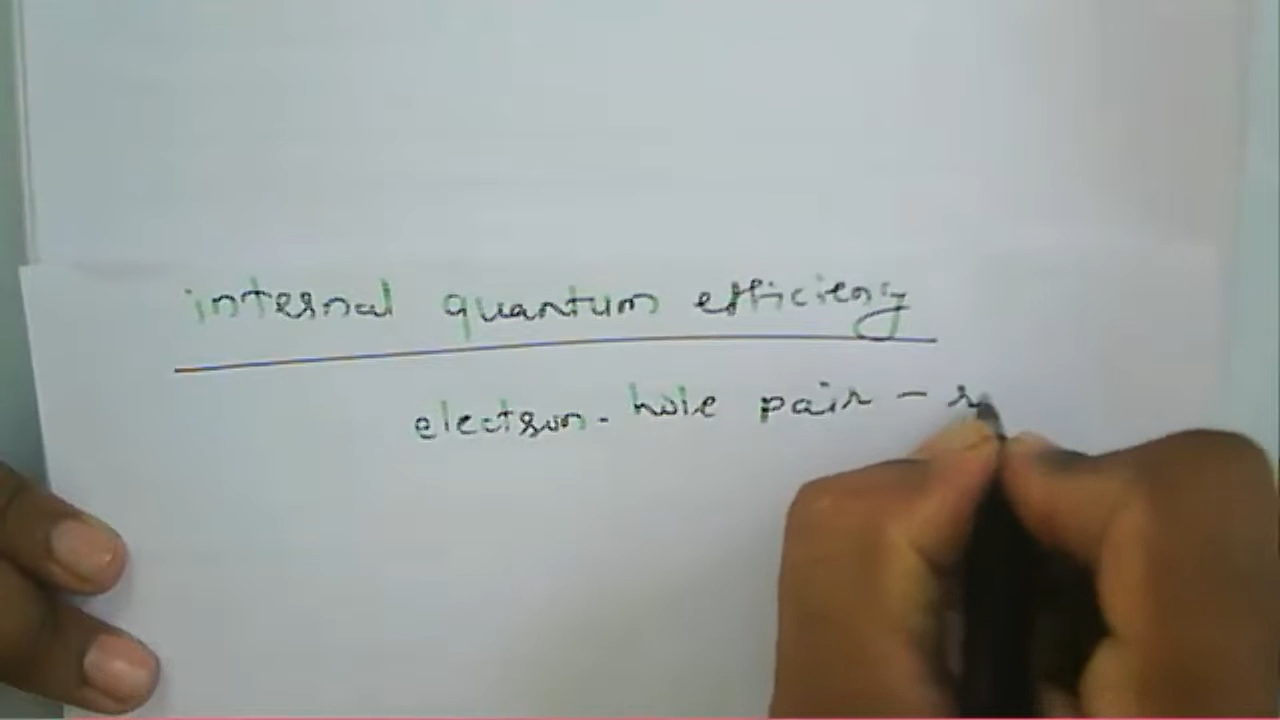 internal quantum efficiency
electron-hole pair - r